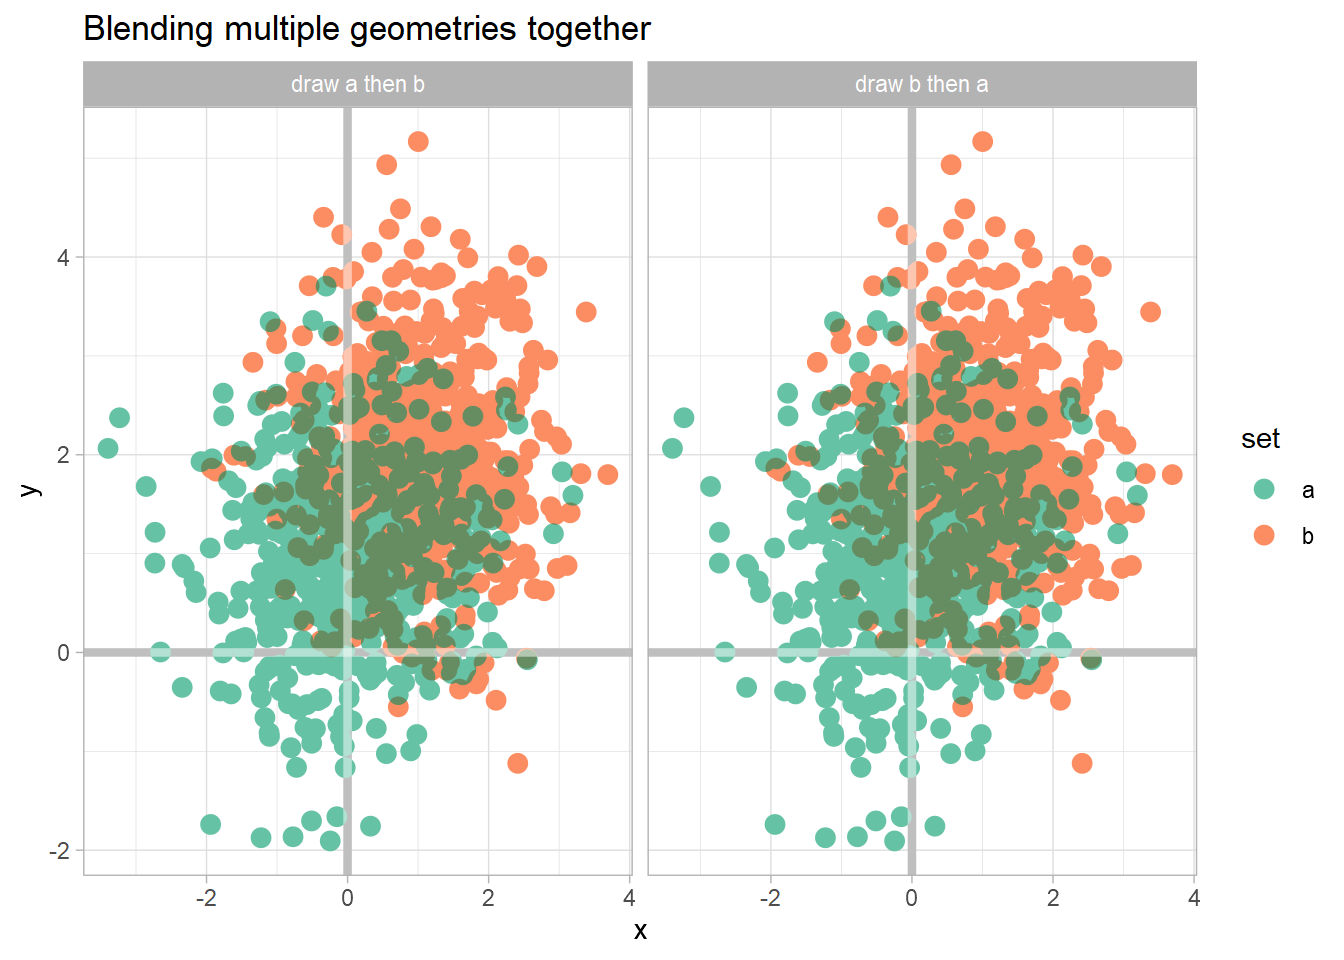 Blending multiple geometries together
draw a then b
draw b then a
4
2
0
-2
y
-2 0 2 4
-2 0 2 4
x
set
a
b